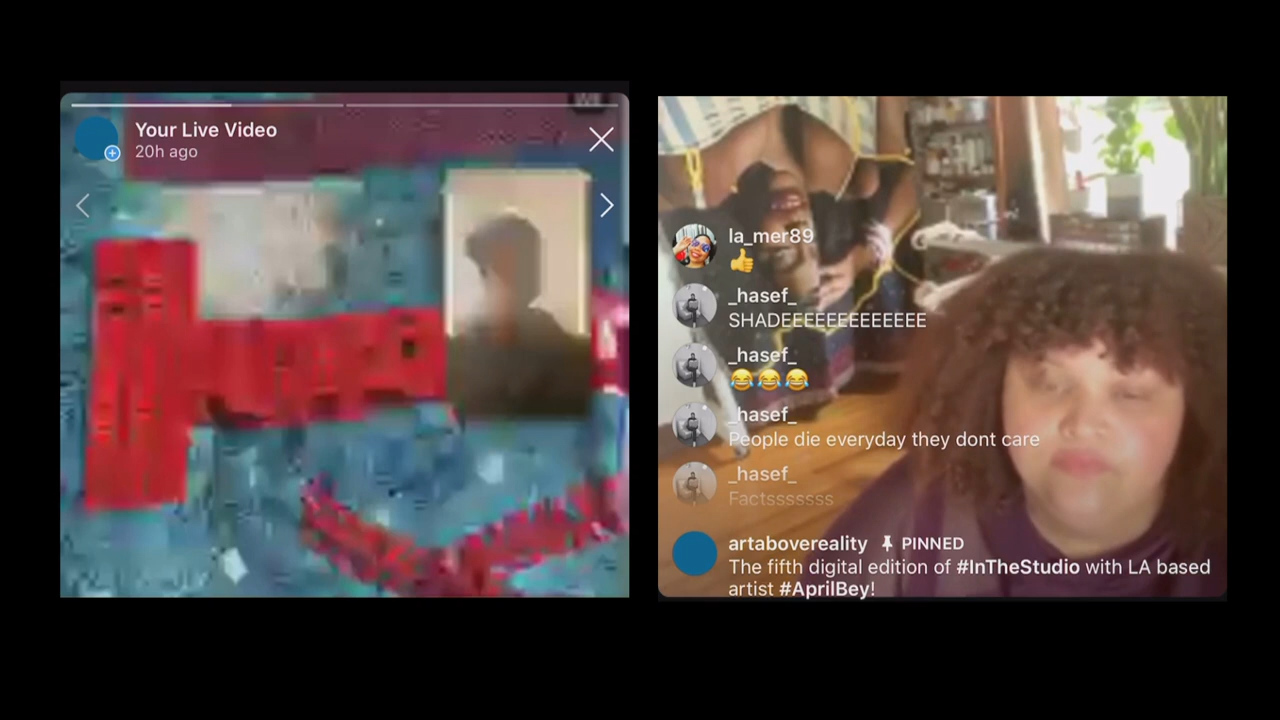 Your Live Video
20h ago
la_mer89
👍
_hasef_
SHADEEEEEEEEEEEEE
_hasef_
😂😂😂
_hasef_
People die everyday they dont care
_hasef_
Factsssssss
artabovereality PINNED
The fifth digital edition of #InTheStudio with LA based
artist #AprilBey!